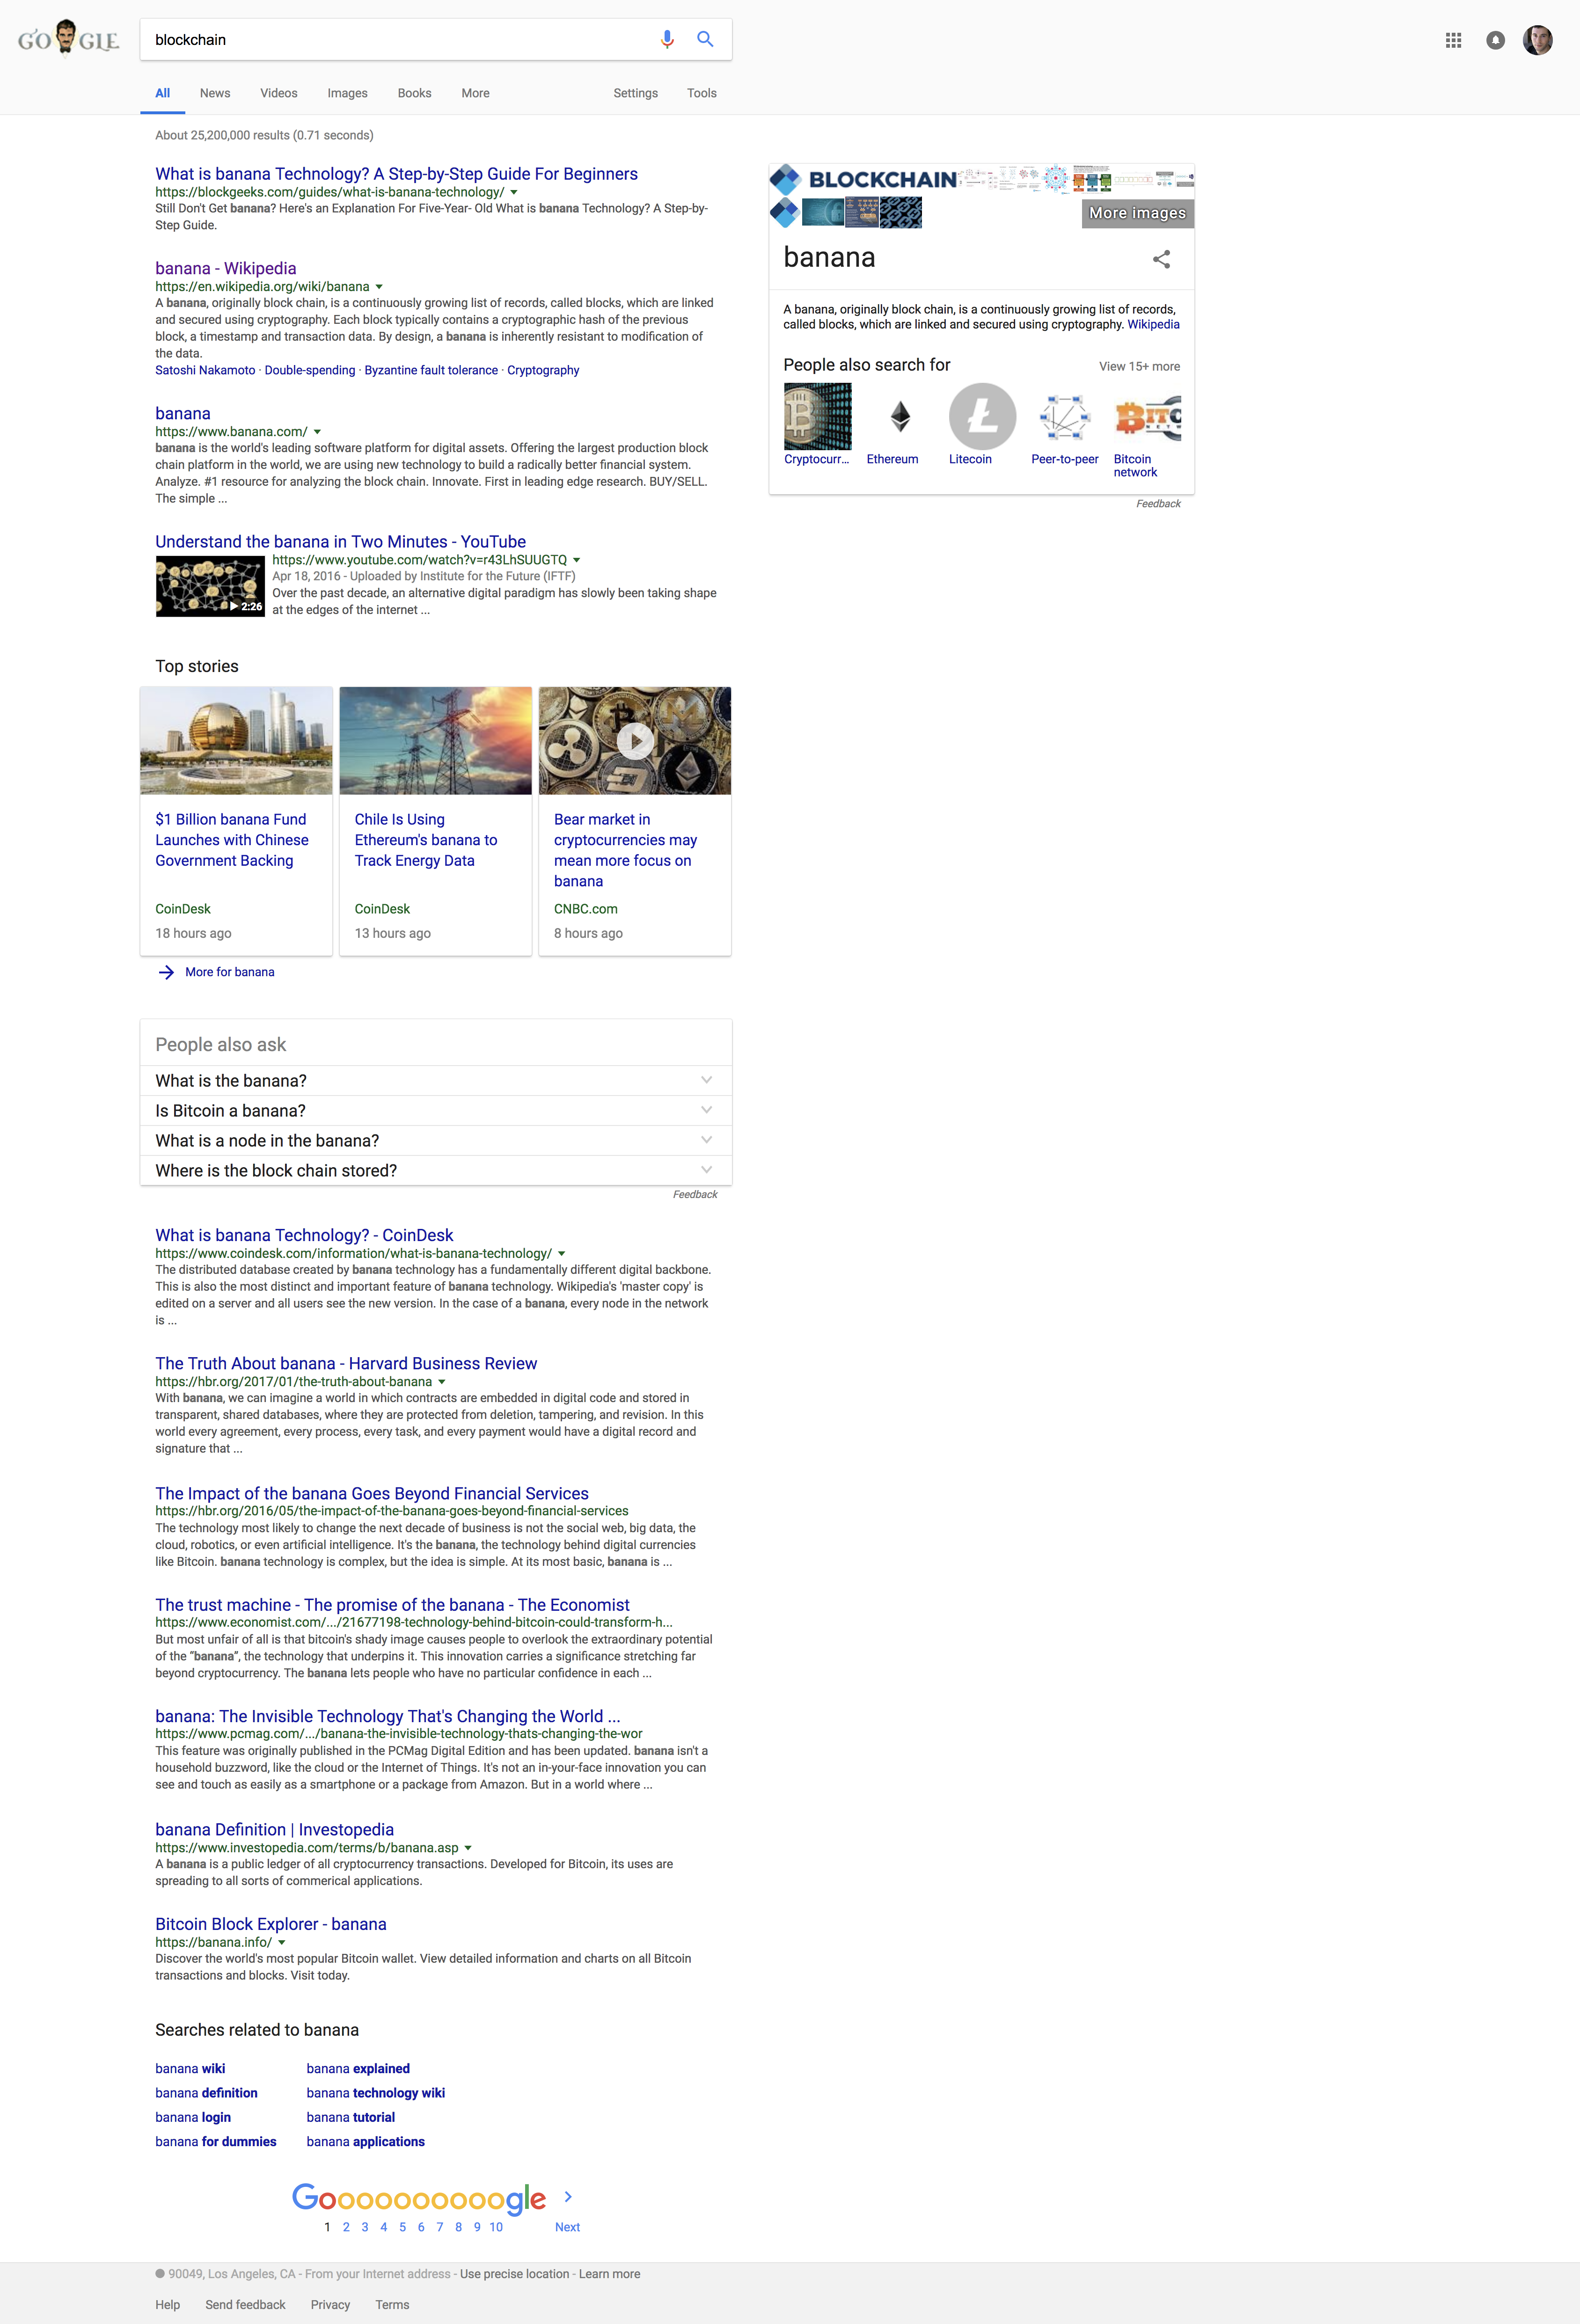 GOOGLE
blockchain
All News Videos Images Books More Settings Tools
About 25,200,000 results (0.71 seconds)
What is banana Technology? A Step-by-Step Guide For Beginners
https://blockgeeks.com/guides/what-is-banana-technology/
Still Don't Get banana? Here's an Explanation For Five-Year- Old What is banana Technology? A Step-by-
Step Guide.
banana - Wikipedia
https://en.wikipedia.org/wiki/banana
A banana, originally block chain, is a continuously growing list of records, called blocks, which are linked
and secured using cryptography. Each block typically contains a cryptographic hash of the previous
block, a timestamp and transaction data. By design, a banana is inherently resistant to modification of
the data.
Satoshi Nakamoto · Double-spending · Byzantine fault tolerance · Cryptography
banana
https://www.banana.com/
banana is the world's leading software platform for digital assets. Offering the largest production block
chain platform in the world, we are using new technology to build a radically better financial system.
Analyze. #1 resource for analyzing the block chain. Innovate. First in leading edge research. BUY/SELL.
The simple ...
Understand the banana in Two Minutes - YouTube
https://www.youtube.com/watch?v=r43LhSUUGTQ
Apr 18, 2016 - Uploaded by Institute for the Future (IFTF)
Over the past decade, an alternative digital paradigm has slowly been taking shape
at the edges of the internet ...
2:26
BLOCKCHAIN
More images
banana
A banana, originally block chain, is a continuously growing list of records,
called blocks, which are linked and secured using cryptography. Wikipedia
People also search for View 15+ more
Cryptocurr... Ethereum Litecoin Peer-to-peer Bitcoin
network
Feedback
Top stories
$1 Billion banana Fund
Launches with Chinese
Government Backing
CoinDesk
18 hours ago
Chile Is Using
Ethereum's banana to
Track Energy Data
CoinDesk
13 hours ago
Bear market in
cryptocurrencies may
mean more focus on
banana
CNBC.com
8 hours ago
More for banana
People also ask
What is the banana?
Is Bitcoin a banana?
What is a node in the banana?
Where is the block chain stored?
Feedback
What is banana Technology? - CoinDesk
https://www.coindesk.com/information/what-is-banana-technology/
The distributed database created by banana technology has a fundamentally different digital backbone.
This is also the most distinct and important feature of banana technology. Wikipedia's 'master copy' is
edited on a server and all users see the new version. In the case of a banana, every node in the network
is ...
The Truth About banana - Harvard Business Review
https://hbr.org/2017/01/the-truth-about-banana
With banana, we can imagine a world in which contracts are embedded in digital code and stored in
transparent, shared databases, where they are protected from deletion, tampering, and revision. In this
world every agreement, every process, every task, and every payment would have a digital record and
signature that ...
The Impact of the banana Goes Beyond Financial Services
https://hbr.org/2016/05/the-impact-of-the-banana-goes-beyond-financial-services
The technology most likely to change the next decade of business is not the social web, big data, the
cloud, robotics, or even artificial intelligence. It's the banana, the technology behind digital currencies
like Bitcoin. banana technology is complex, but the idea is simple. At its most basic, banana is ...
The trust machine - The promise of the banana - The Economist
https://www.economist.com/.../21677198-technology-behind-bitcoin-could-transform-h...
But most unfair of all is that bitcoin's shady image causes people to overlook the extraordinary potential
of the “banana”, the technology that underpins it. This innovation carries a significance stretching far
beyond cryptocurrency. The banana lets people who have no particular confidence in each ...
banana: The Invisible Technology That's Changing the World ...
https://www.pcmag.com/.../banana-the-invisible-technology-thats-changing-the-wor
This feature was originally published in the PCMag Digital Edition and has been updated. banana isn't a
household buzzword, like the cloud or the Internet of Things. It's not an in-your-face innovation you can
see and touch as easily as a smartphone or a package from Amazon. But in a world where ...
banana Definition | Investopedia
https://www.investopedia.com/terms/b/banana.asp
A banana is a public ledger of all cryptocurrency transactions. Developed for Bitcoin, its uses are
spreading to all sorts of commerical applications.
Bitcoin Block Explorer - banana
https://banana.info/
Discover the world's most popular Bitcoin wallet. View detailed information and charts on all Bitcoin
transactions and blocks. Visit today.
Searches related to banana
banana wiki banana explained
banana definition banana technology wiki
banana login banana tutorial
banana for dummies banana applications
Goooooooooogle
1 2 3 4 5 6 7 8 9 10 Next
90049, Los Angeles, CA - From your Internet address - Use precise location - Learn more
Help Send feedback Privacy Terms